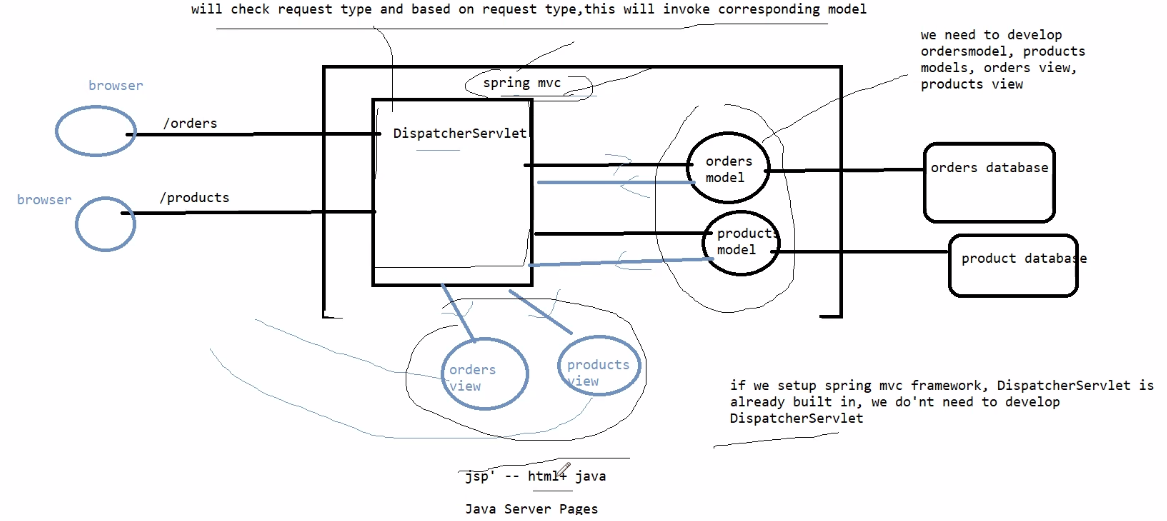 will check request type and based on request type,this will invoke corresponding model
we need to develop
ordersmodel, products
models, orders view,
products view
browser
spring mvc
/orders
DispatcherServlet
orders
model
orders database
browser
/products
products
model
product database
orders
view
products
view
if we setup spring mvc framework, DispatcherServlet is
already built in, we do'nt need to develop
DispatcherServlet
jsp' -- html+ java
Java Server Pages